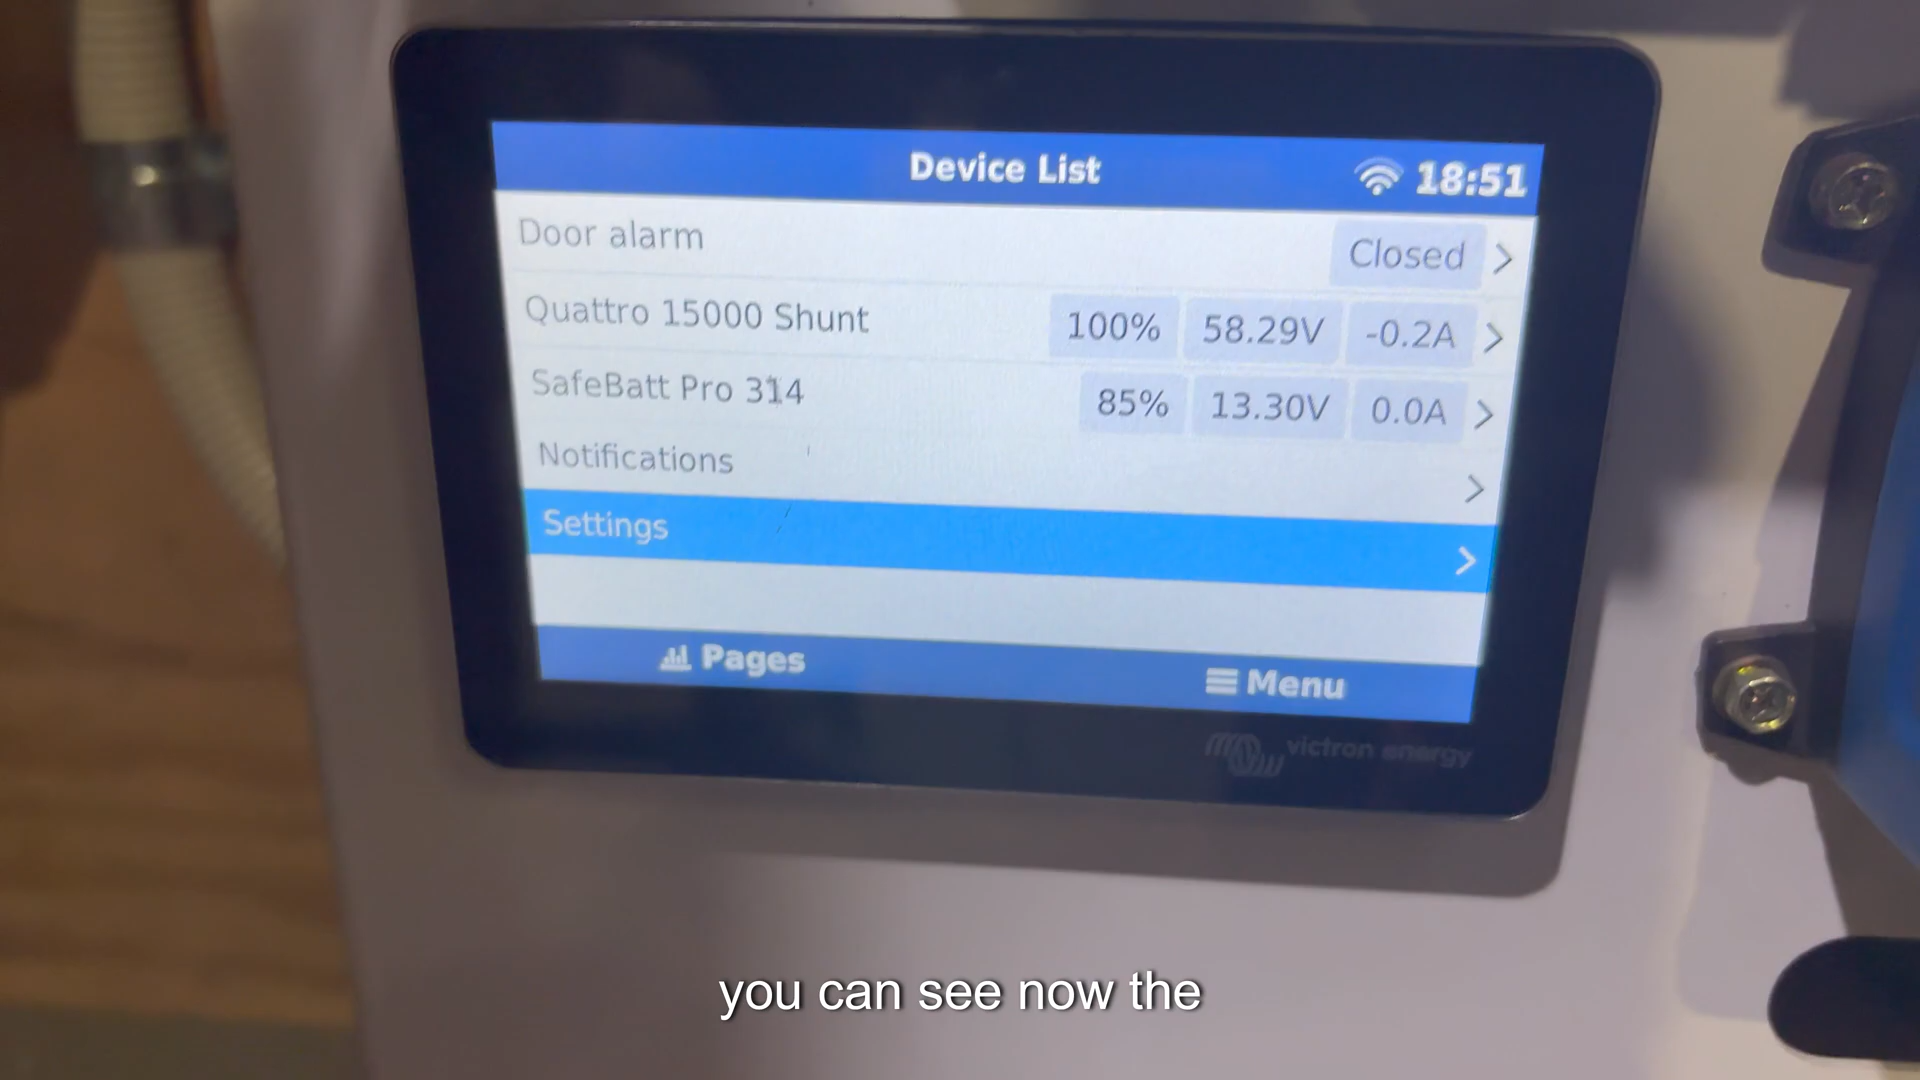 Device List
18:51
Door alarm Closed
Quattro 15000 Shunt 100% 58.29V -0.2A
SafeBatt Pro 314 85% 13.30V 0.0A
Notifications
Settings
Pages Menu
victron energy
you can see now the